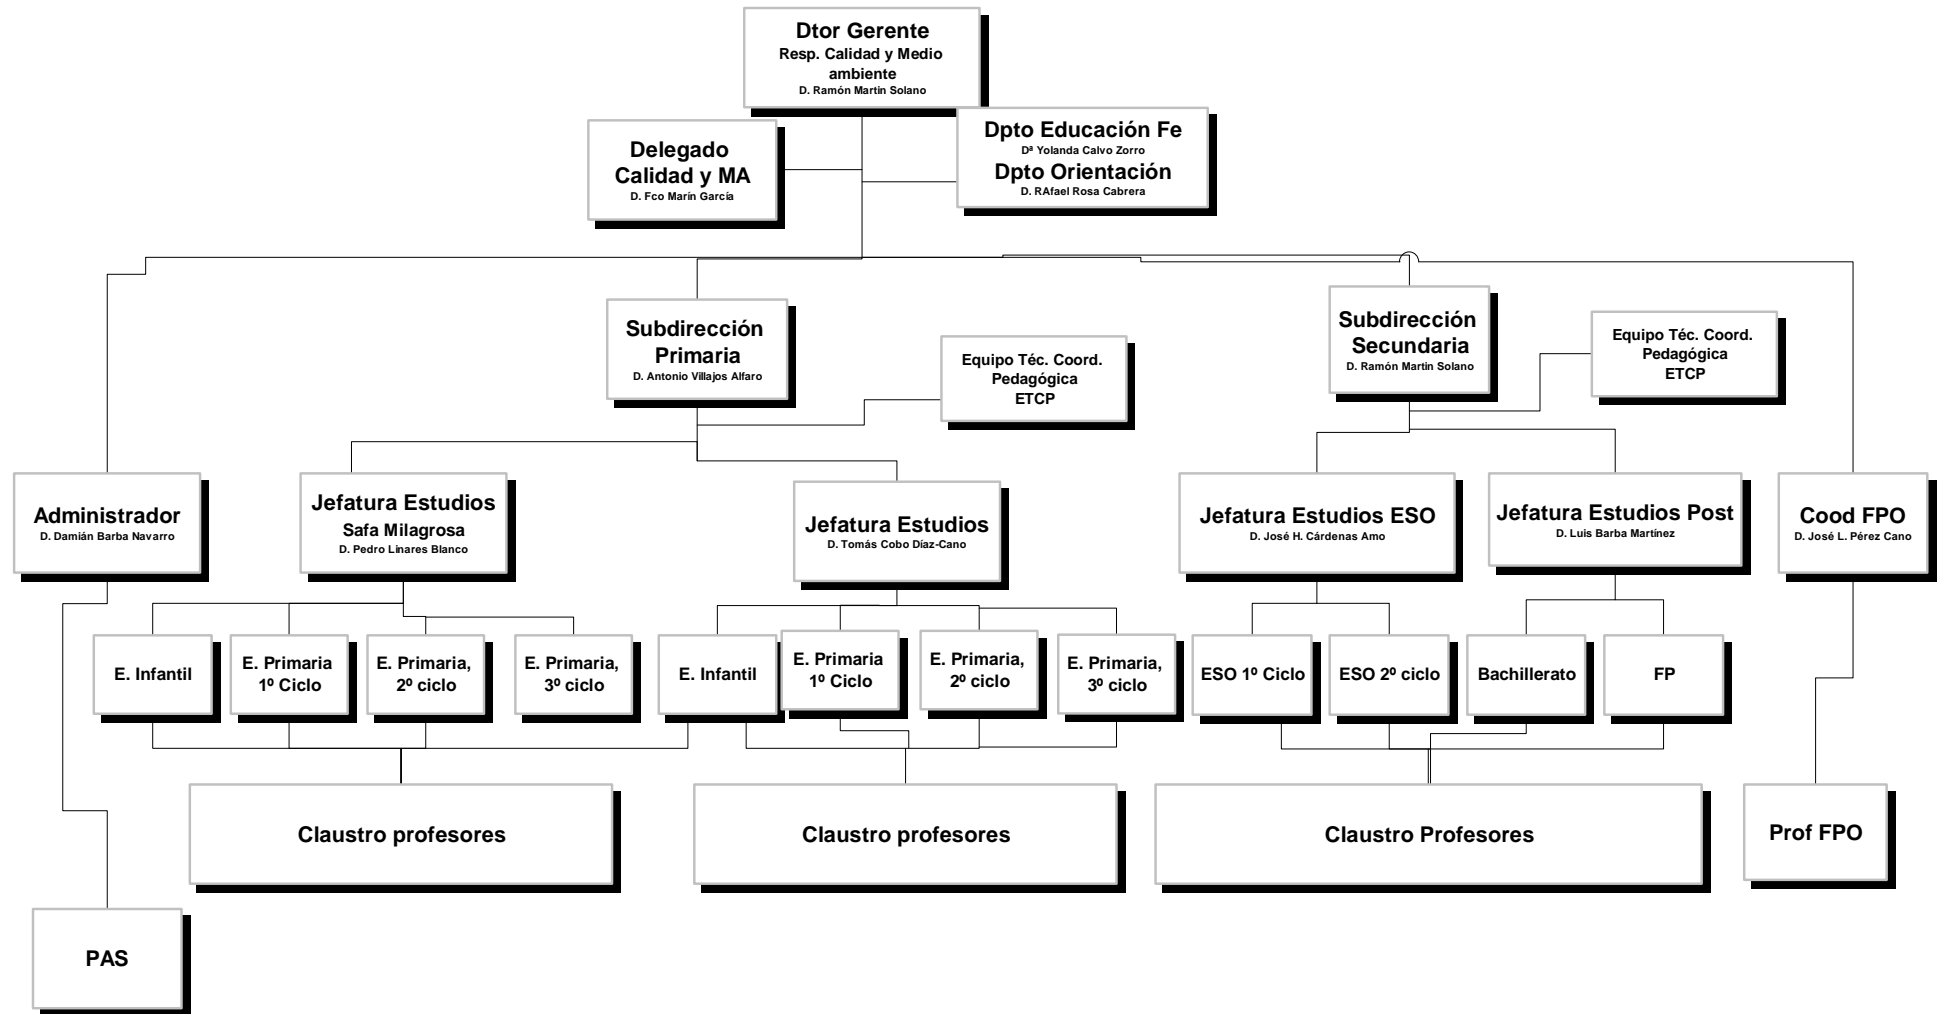 Dtor Gerente
Resp. Calidad y Medio
ambiente
D. Ramón Martin Solano
Delegado
Calidad y MA
D. Fco Marín García
Dpto Educación Fe
Dª Yolanda Calvo Zorro
Dpto Orientación
D. RAfael Rosa Cabrera
Subdirección
Primaria
D. Antonio Villajos Alfaro
Equipo Téc. Coord.
Pedagógica
ETCP
Subdirección
Secundaria
D. Ramón Martin Solano
Equipo Téc. Coord.
Pedagógica
ETCP
Administrador
D. Damián Barba Navarro
Jefatura Estudios
Safa Milagrosa
D. Pedro Linares Blanco
Jefatura Estudios
D. Tomás Cobo Díaz-Cano
Jefatura Estudios ESO
D. José H. Cárdenas Amo
Jefatura Estudios Post
D. Luis Barba Martínez
Cood FPO
D. José L. Pérez Cano
E. Infantil
E. Primaria
1º Ciclo
E. Primaria,
2º ciclo
E. Primaria,
3º ciclo
E. Infantil
E. Primaria
1º Ciclo
E. Primaria,
2º ciclo
E. Primaria,
3º ciclo
ESO 1º Ciclo
ESO 2º ciclo
Bachillerato
FP
Claustro profesores
Claustro profesores
Claustro Profesores
Prof FPO
PAS